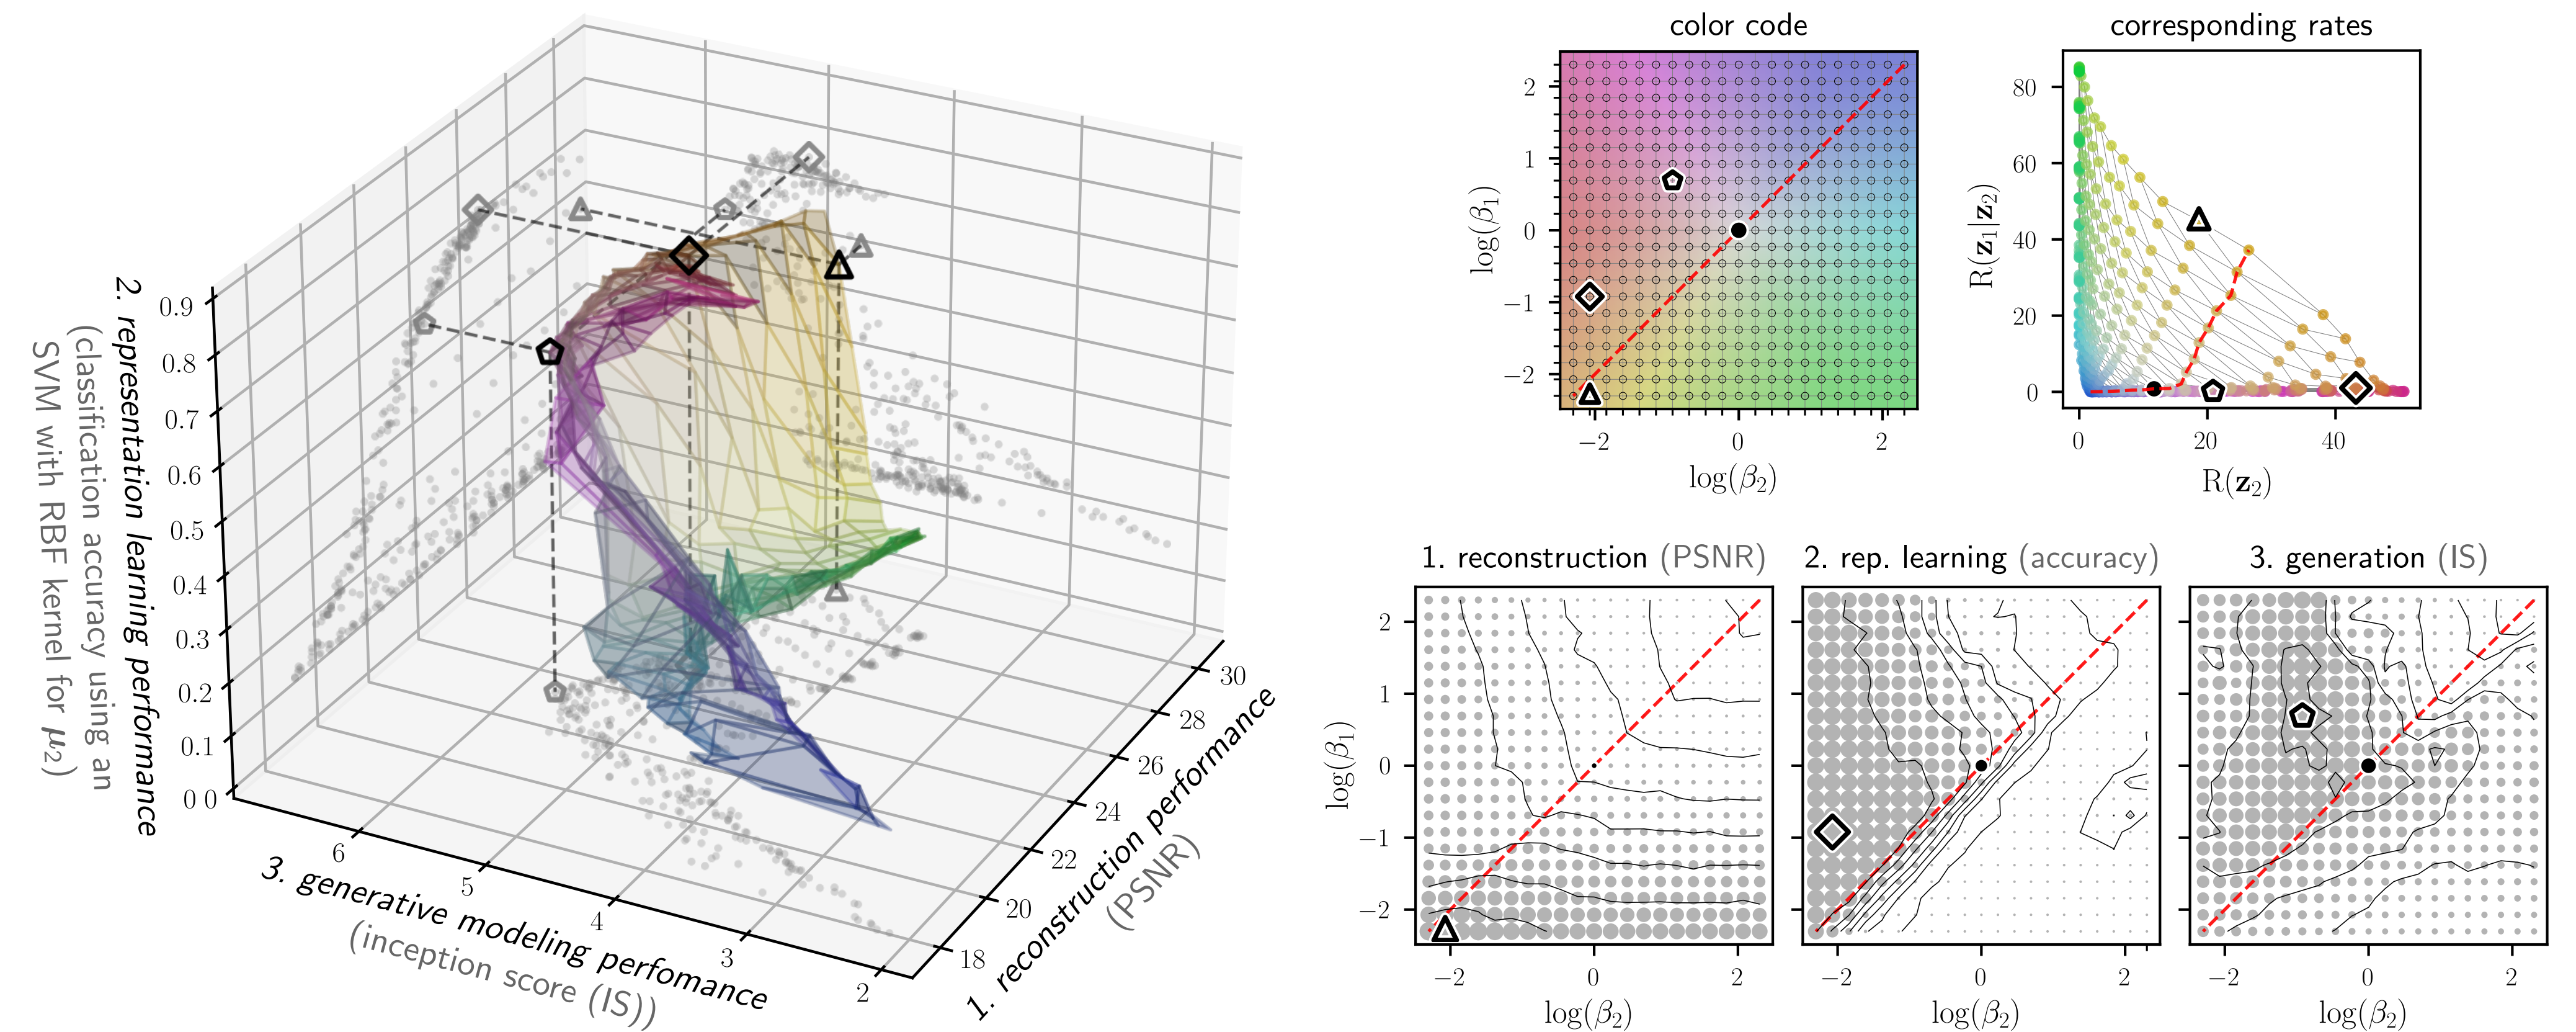 2. representation learning performance
(classification accuracy using an
SVM with RBF kernel for μ₂)
0.9
0.8
0.7
0.6
0.5
0.4
0.3
0.2
0.1
0 0
6
5
4
3
2
3. generative modeling perfomance
(inception score (IS))
30
28
26
24
22
20
18
1. reconstruction performance
(PSNR)
color code
log(β₁)
2
1
0
−1
−2
−2 0 2
log(β₂)
corresponding rates
R(z₁|z₂)
80
60
40
20
0
0 20 40
R(z₂)
1. reconstruction (PSNR)
log(β₁)
2
1
0
−1
−2
−2 0 2
log(β₂)
2. rep. learning (accuracy)
−2 0 2
log(β₂)
3. generation (IS)
−2 0 2
log(β₂)